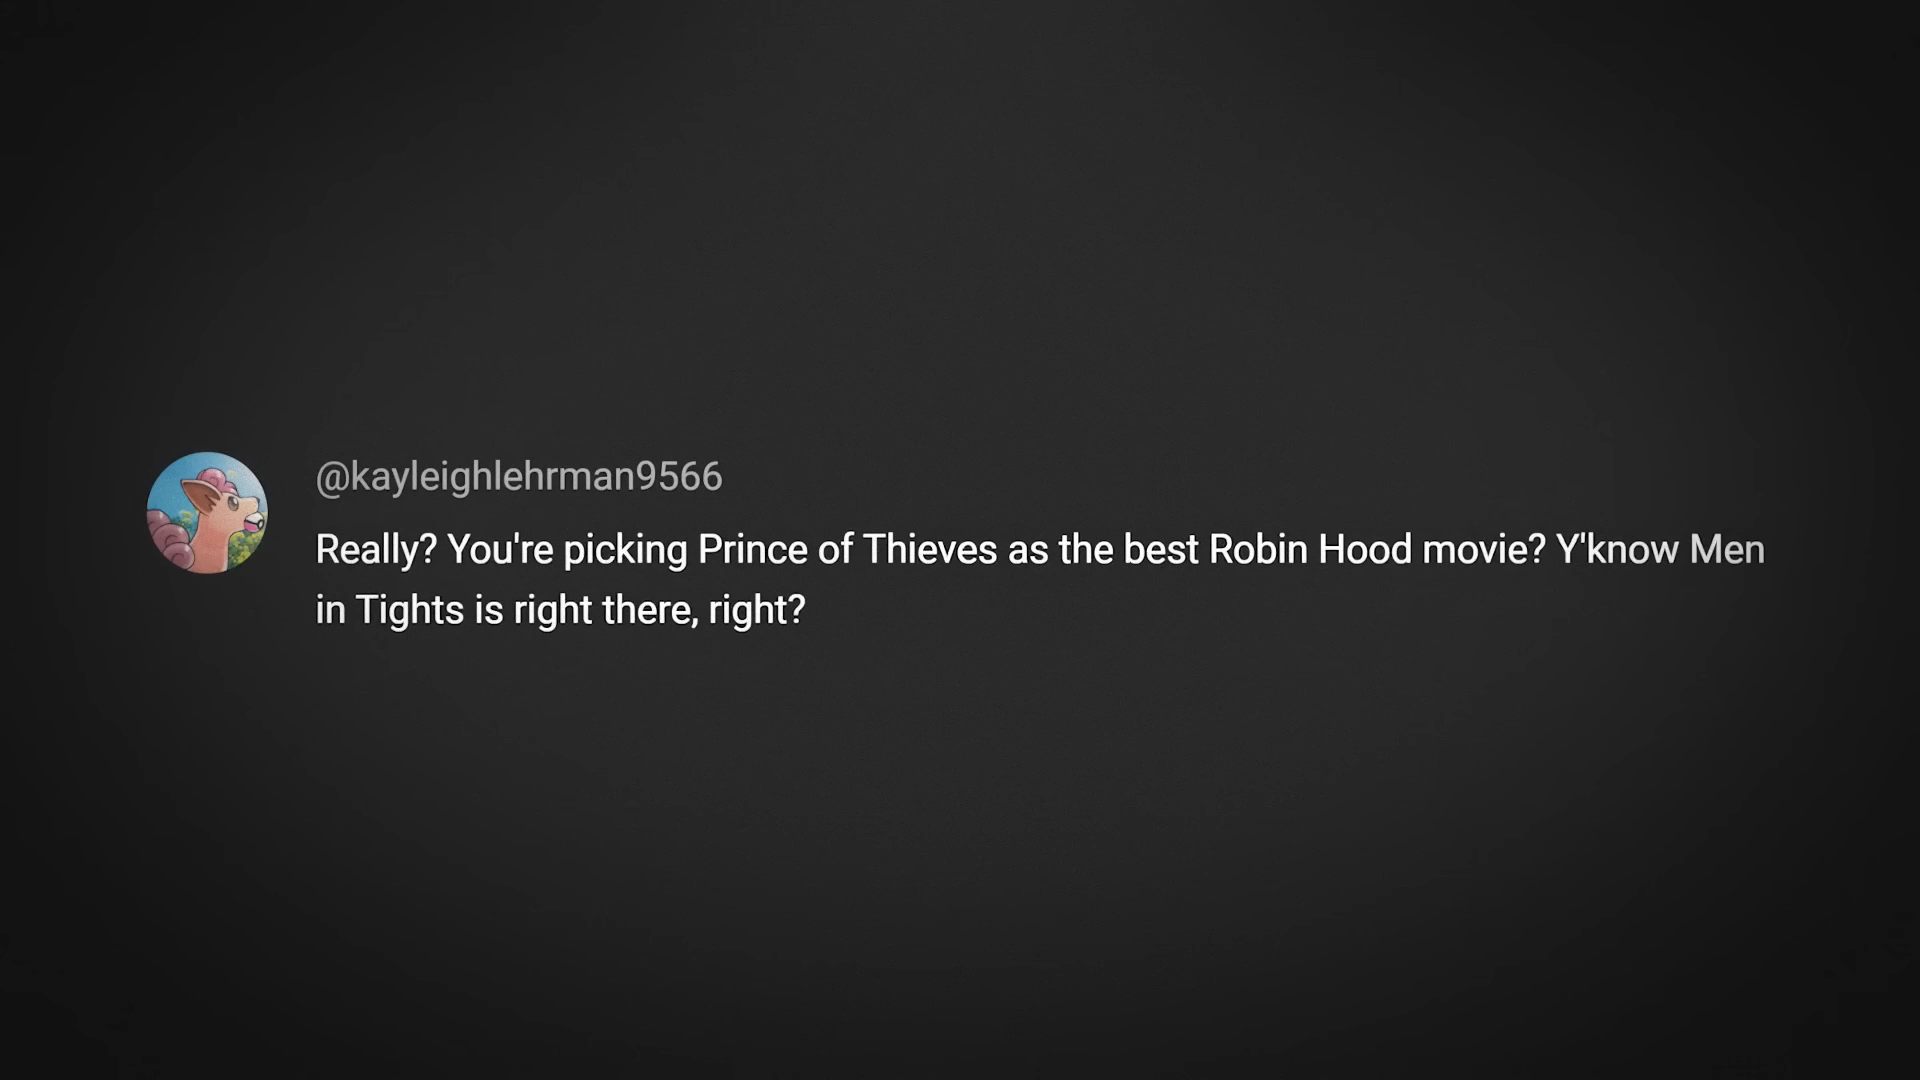 @kayleighlehrman9566
Really? You're picking Prince of Thieves as the best Robin Hood movie? Y'know Men
in Tights is right there, right?